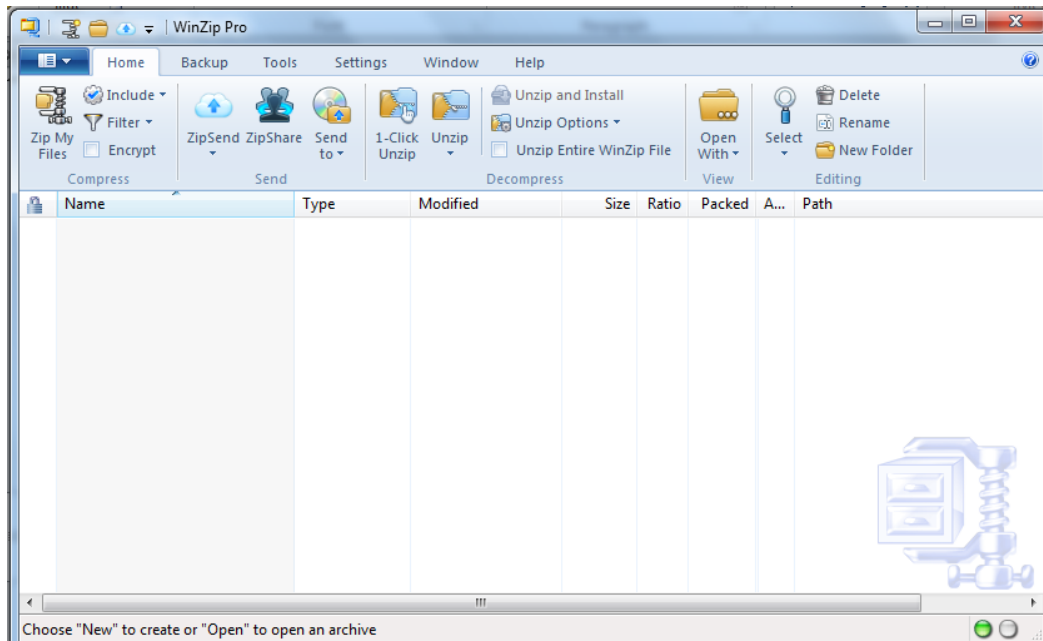 WinZip Pro
Home Backup Tools Settings Window Help
Include
Filter
Encrypt
Zip My
Files
Compress
ZipSend ZipShare Send
to
Send
1-Click
Unzip
Unzip
Unzip and Install
Unzip Options
Unzip Entire WinZip File
Decompress
Open
With
View
Select
Delete
Rename
New Folder
Editing
Name Type Modified Size Ratio Packed A... Path
Choose "New" to create or "Open" to open an archive